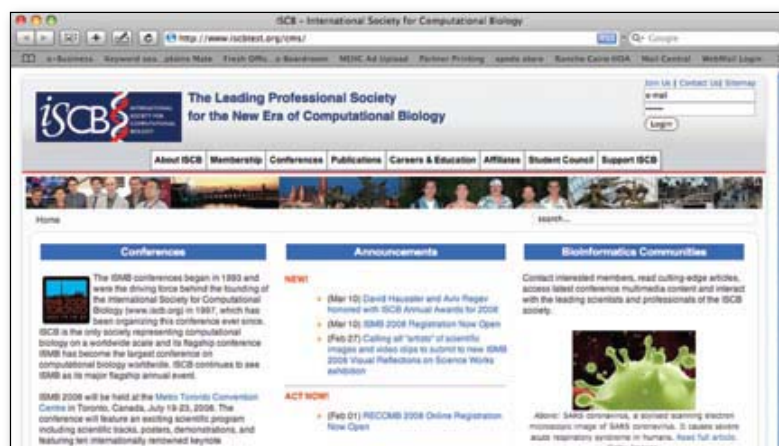 ISCB - International Society for Computational Biology
http://www.iscbtest.org/cms/
RSS
Google
e-Business
Partner Printing
Rancho Cairo HOA
Mail Central
WebMail Login
Join Us | Contact Us| Sitemap
e-mail
Login
ISCB
INTERNATIONAL
SOCIETY FOR
COMPUTATIONAL
BIOLOGY
The Leading Professional Society
for the New Era of Computational Biology
About ISCB Membership Conferences Publications Careers & Education Affiliates Student Council Support ISCB
Home
search...
Conferences
The ISMB conferences began in 1993 and
were the driving force behind the founding of
the International Society for Computational
Biology (www.iscb.org) in 1997, which has
been organizing this conference ever since.
ISCB is the only society representing computational
biology on a worldwide scale and its flagship conference
ISMB has become the largest conference on
computational biology worldwide. ISCB continues to see
ISMB as its major flagship annual event.
ISMB 2008 will be held at the Metro Toronto Convention
Centre in Toronto, Canada, July 19-23, 2008. The
conference will feature an exciting scientific program
including scientific tracks, posters, demonstrations, and
featuring ten internationally renowned keynote
Announcements
NEW!
(Mar 10) David Haussler and Aviv Regev
honored with ISCB Annual Awards for 2008
(Mar 10) ISMB 2008 Registration Now Open
(Feb 27) Calling all "artists" of scientific
images and video clips to submit to new ISMB
2008 Visual Reflections on Science Works
exhibition
ACT NOW!
(Feb 01) RECOMB 2008 Online Registration
Now Open
Bioinformatics Communities
Contact interested members, read cutting-edge articles,
access latest conference multimedia content and interact
with the leading scientists and professionals of the ISCB
society.
Above: SARS coronavirus, a stylised scanning electron
microscopic image of SARS coronavirus. It causes severe
acute respiratory syndrome in humans. Read full article.